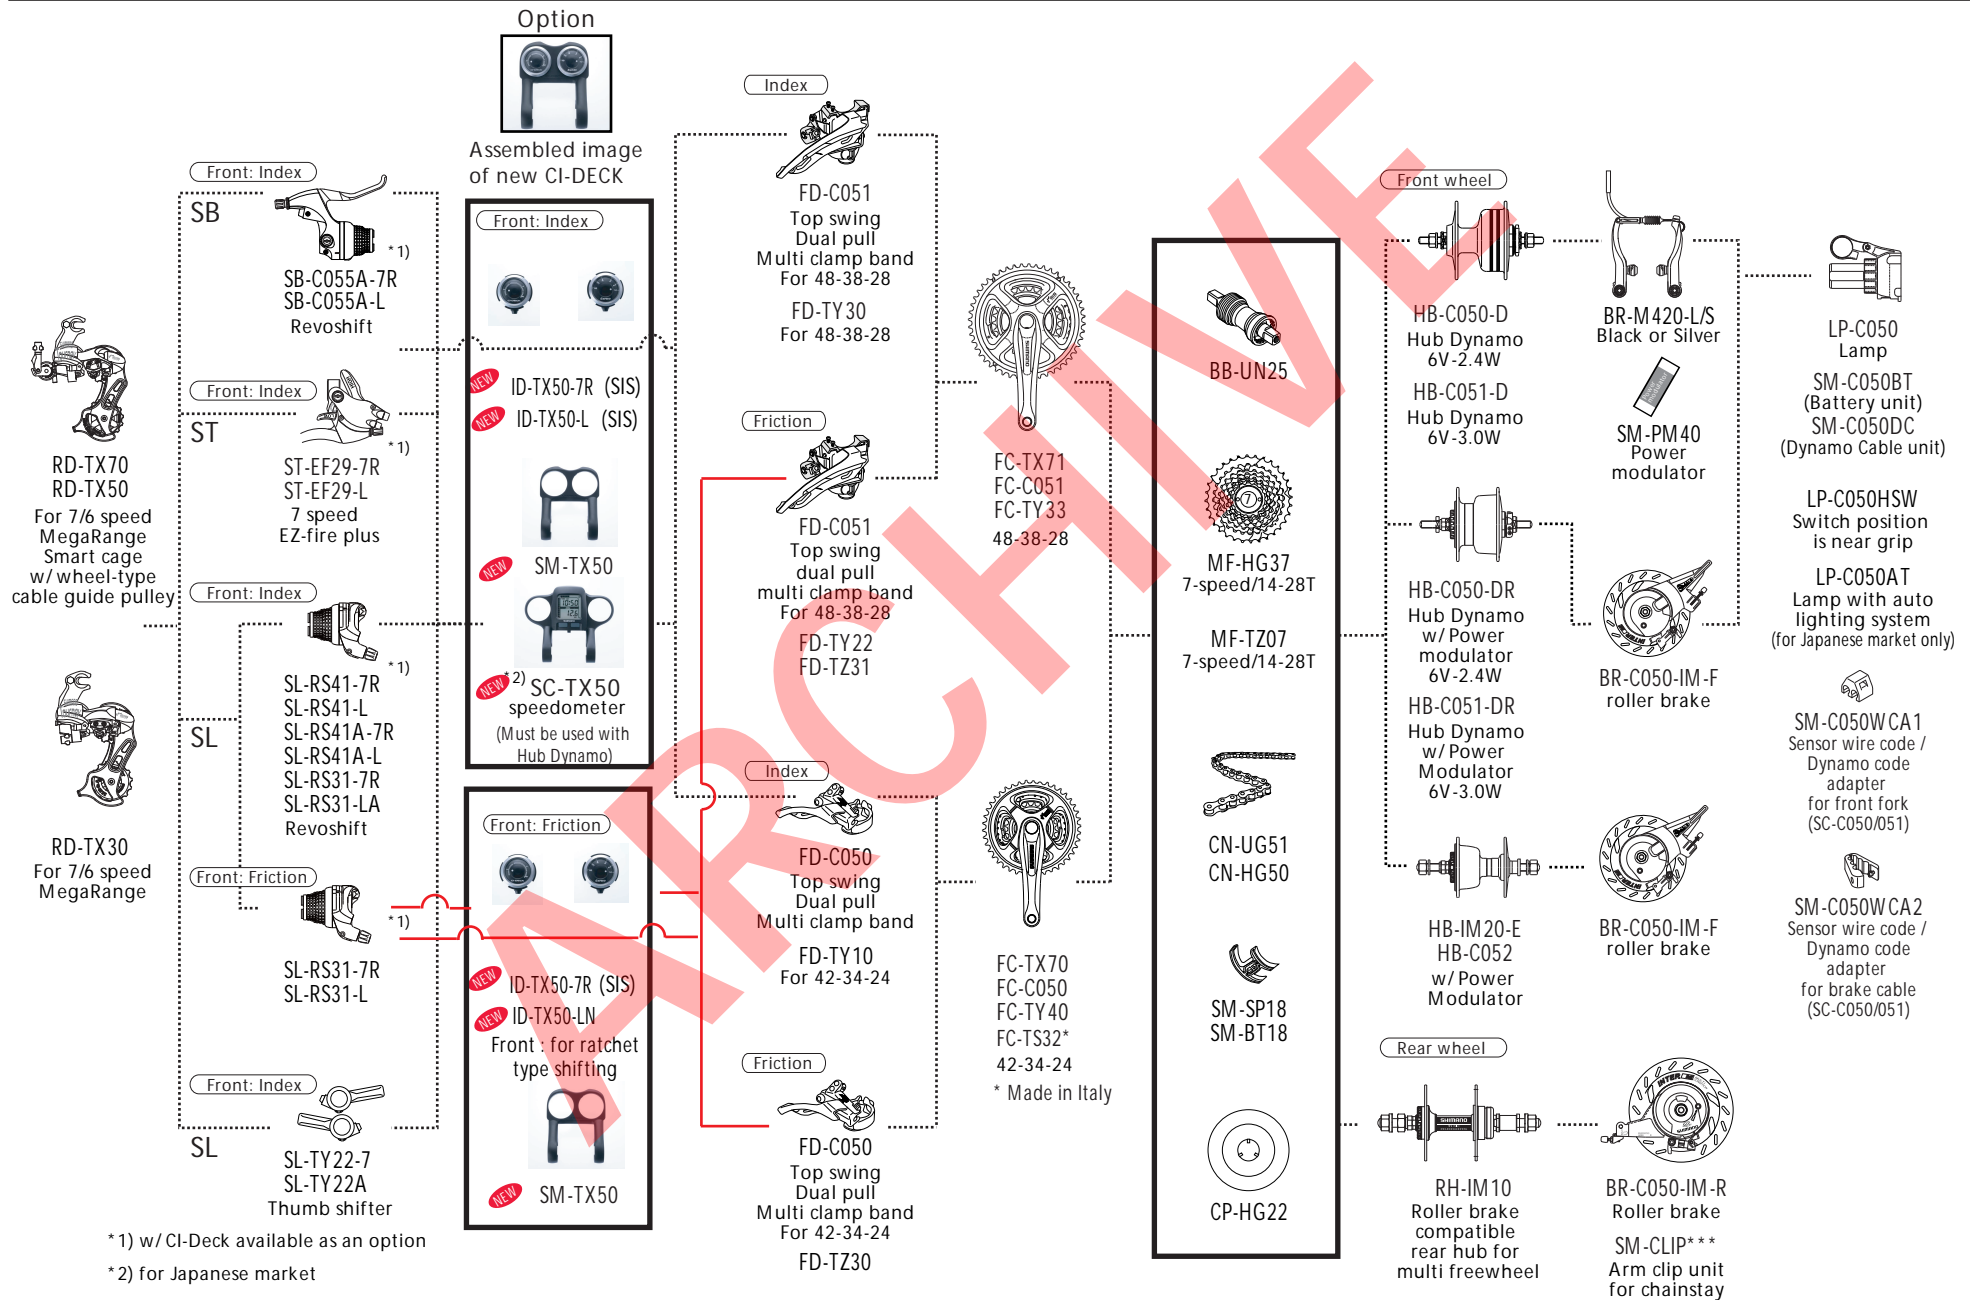 Option
Assembled image
of new CI-DECK
Front: Index
SB
*1)
SB-C055A-7R
SB-C055A-L
Revoshift
Front: Index
ST
*1)
ST-EF29-7R
ST-EF29-L
7 speed
EZ-fire plus
RD-TX70
RD-TX50
For 7/6 speed
MegaRange
Smart cage
w/ wheel-type
cable guide pulley
RD-TX30
For 7/6 speed
MegaRange
Front: Index
SL
*1)
SL-RS41-7R
SL-RS41-L
SL-RS41A-7R
SL-RS41A-L
SL-RS31-7R
SL-RS31-LA
Revoshift
Front: Friction
*1)
SL-RS31-7R
SL-RS31-L
Front: Index
SL
SL-TY22-7
SL-TY22A
Thumb shifter
*1) w/ CI-Deck available as an option
*2) for Japanese market
Front: Index
NEW ID-TX50-7R (SIS)
NEW ID-TX50-L (SIS)
NEW SM-TX50
NEW *2) SC-TX50
speedometer
(Must be used with
Hub Dynamo)
Front: Friction
NEW ID-TX50-7R (SIS)
NEW ID-TX50-LN
Front : for ratchet
type shifting
NEW SM-TX50
Index
FD-C051
Top swing
Dual pull
Multi clamp band
For 48-38-28
FD-TY30
For 48-38-28
Friction
FD-C051
Top swing
dual pull
multi clamp band
For 48-38-28
FD-TY22
FD-TZ31
Index
FD-C050
Top swing
Dual pull
Multi clamp band
FD-TY10
For 42-34-24
Friction
FD-C050
Top swing
Dual pull
Multi clamp band
For 42-34-24
FD-TZ30
FC-TX71
FC-C051
FC-TY33
48-38-28
FC-TX70
FC-C050
FC-TY40
FC-TS32*
42-34-24
* Made in Italy
BB-UN25
7
MF-HG37
7-speed/14-28T
MF-TZ07
7-speed/14-28T
CN-UG51
CN-HG50
SM-SP18
SM-BT18
CP-HG22
Front wheel
HB-C050-D
Hub Dynamo
6V-2.4W
HB-C051-D
Hub Dynamo
6V-3.0W
HB-C050-DR
Hub Dynamo
w/ Power
modulator
6V-2.4W
HB-C051-DR
Hub Dynamo
w/ Power
Modulator
6V-3.0W
HB-IM20-E
HB-C052
w/ Power
Modulator
Rear wheel
SHIMANO
RH-IM10
Roller brake
compatible
rear hub for
multi freewheel
BR-M420-L/S
Black or Silver
SM-PM40
Power
modulator
BR-C050-IM-F
roller brake
BR-C050-IM-F
roller brake
BR-C050-IM-R
Roller brake
SM-CLIP***
Arm clip unit
for chainstay
LP-C050
Lamp
SM-C050BT
(Battery unit)
SM-C050DC
(Dynamo Cable unit)
LP-C050HSW
Switch position
is near grip
LP-C050AT
Lamp with auto
lighting system
(for Japanese market only)
SM-C050WCA1
Sensor wire code /
Dynamo code
adapter
for front fork
(SC-C050/051)
SM-C050WCA2
Sensor wire code /
Dynamo code
adapter
for brake cable
(SC-C050/051)
ARCHIVE